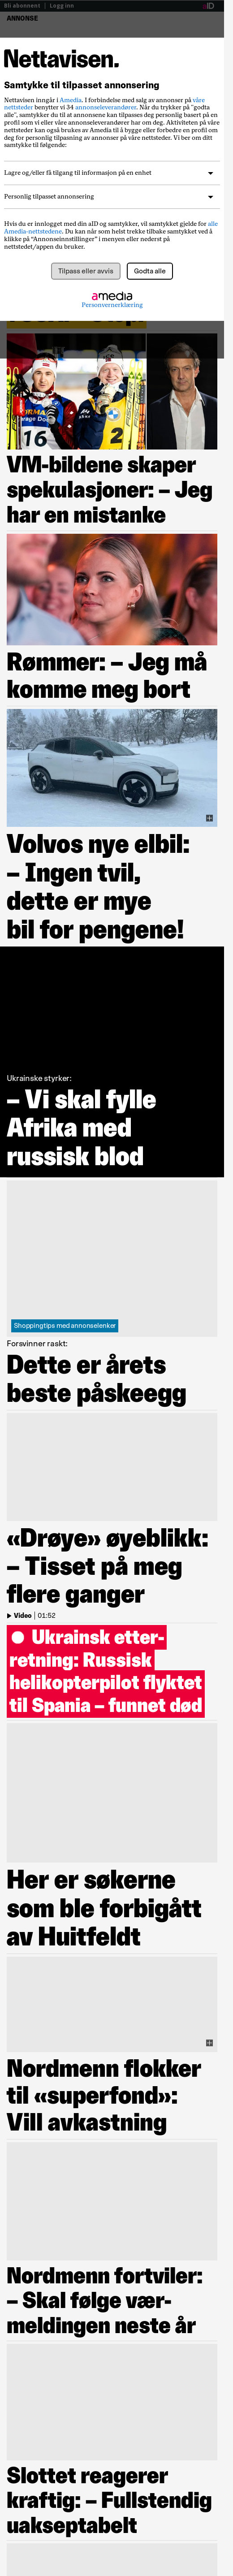 Bli abonnent | Logg inn
aID
ANNONSE
Nettavisen.
Samtykke til tilpasset annonsering
Nettavisen inngår i Amedia. I forbindelse med salg av annonser på våre
nettsteder benytter vi 34 annonseleverandører. Når du trykker på "godta
alle", samtykker du til at annonsene kan tilpasses deg personlig basert på en
profil som vi eller våre annonseleverandører har om deg. Aktiviteten på våre
nettsteder kan også brukes av Amedia til å bygge eller forbedre en profil om
deg for personlig tilpasning av annonser på våre nettsteder. Vi ber om ditt
samtykke til følgende:
Lagre og/eller få tilgang til informasjon på en enhet
Personlig tilpasset annonsering
Hvis du er innlogget med din aID og samtykker, vil samtykket gjelde for alle
Amedia-nettstedene. Du kan når som helst trekke tilbake samtykket ved å
klikke på “Annonseinnstillinger” i menyen eller nederst på
nettstedet/appen du bruker.
Tilpass eller avvis
Godta alle
amedia
Personvernerklæring
16
2
VM-bildene skaper
spekulasjoner: – Jeg
har en mistanke
Rømmer: – Jeg må
komme meg bort
Volvos nye elbil:
– Ingen tvil,
dette er mye
bil for pengene!
Ukrainske styrker:
– Vi skal fylle
Afrika med
russisk blod
Shoppingtips med annonselenker
Forsvinner raskt:
Dette er årets
beste påskeegg
«Drøye» øyeblikk:
– Tisset på meg
flere ganger
Video | 01:52
Ukrainsk etter-
retning: Russisk
helikopterpilot flyktet
til Spania – funnet død
Her er søkerne
som ble forbigått
av Huitfeldt
Nordmenn flokker
til «superfond»:
Vill avkastning
Nordmenn fortviler:
– Skal følge vær-
meldingen neste år
Slottet reagerer
kraftig: – Fullstendig
uakseptabelt